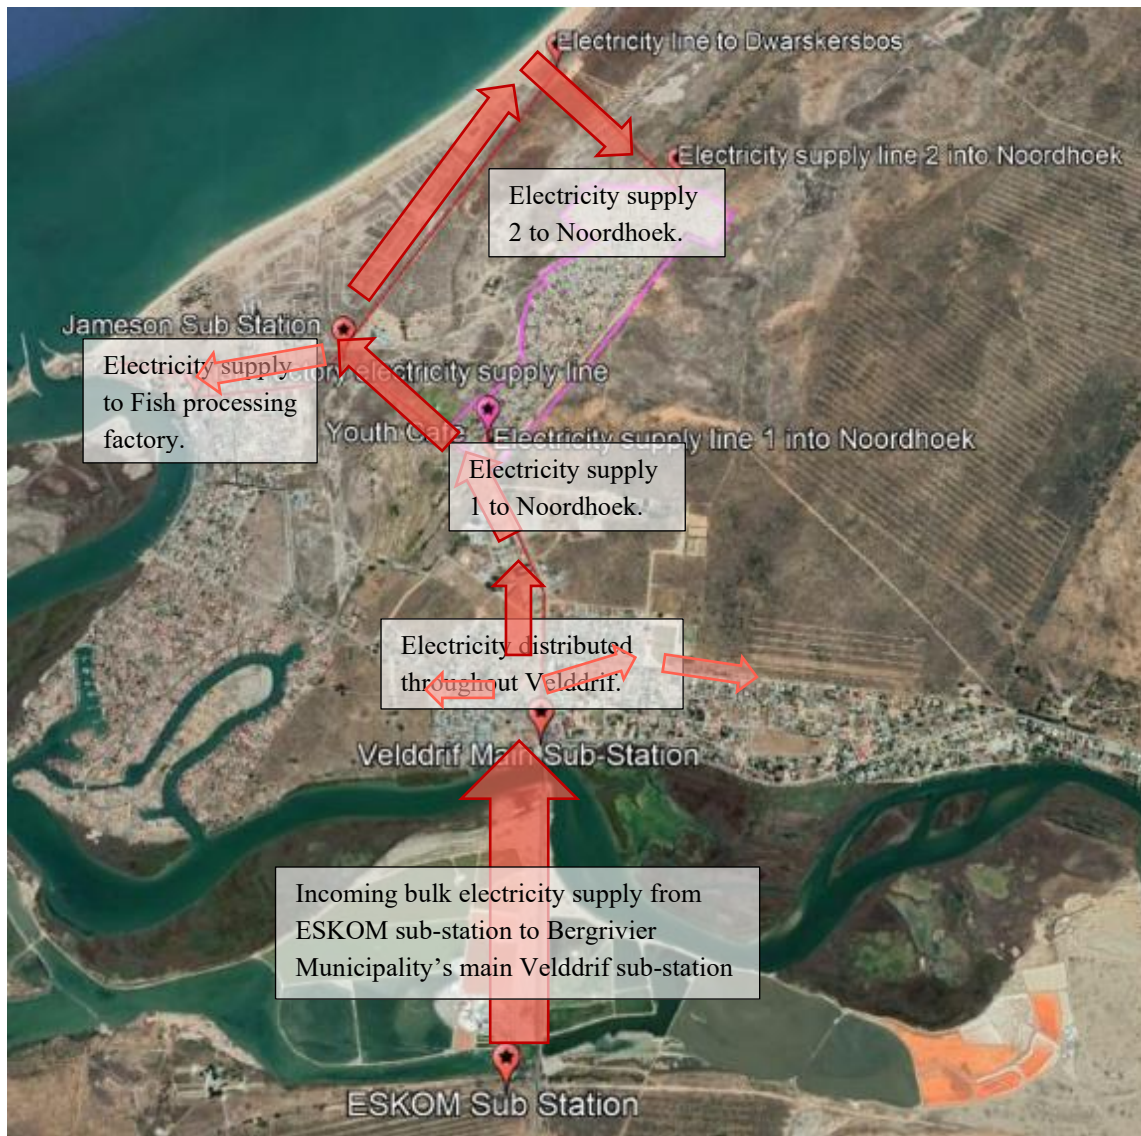 Electricity line to Dwarskersbos
Electricity supply line 2 into Noordhoek
Electricity supply
2 to Noordhoek.
Jameson Sub Station
Electricity supply
to Fish processing
factory.
electricity supply line
Youth Cafe
Electricity supply line 1 into Noordhoek
Electricity supply
1 to Noordhoek.
Electricity distributed
throughout Velddrif.
Velddrif Main Sub-Station
Incoming bulk electricity supply from
ESKOM sub-station to Bergrivier
Municipality's main Velddrif sub-station
ESKOM Sub Station